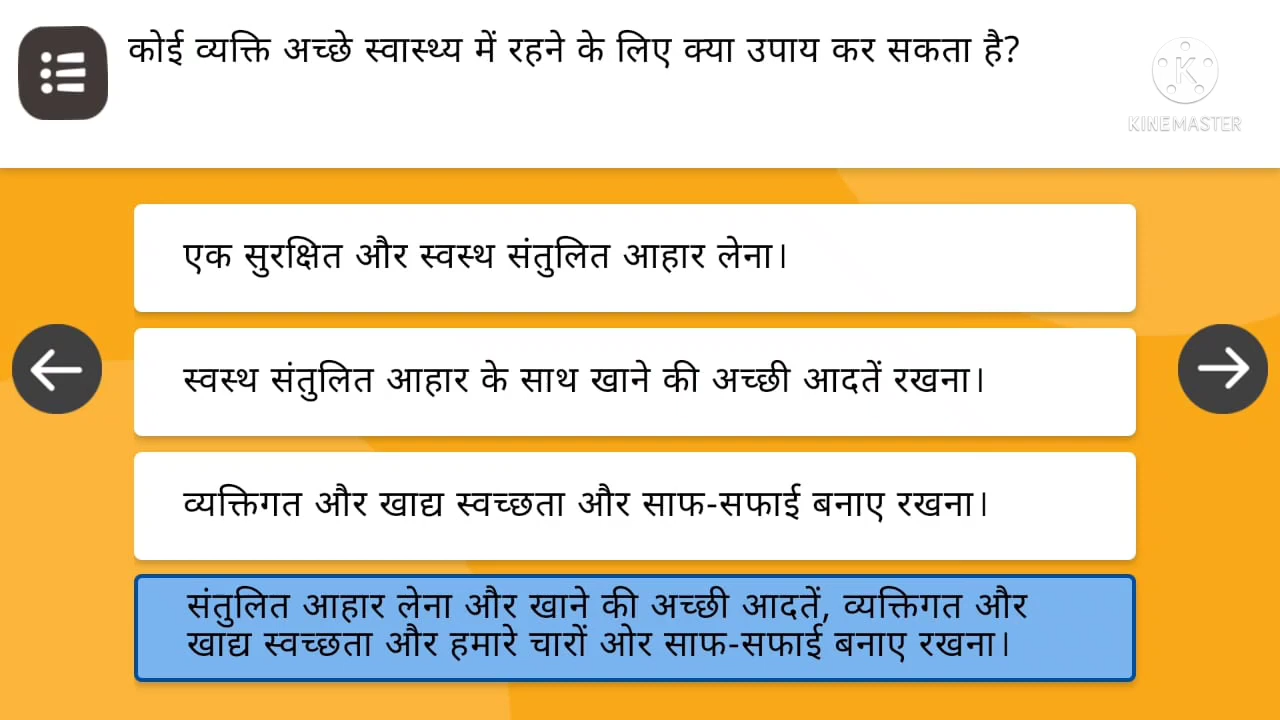 कोई व्यक्ति अच्छे स्वास्थ्य में रहने के लिए क्या उपाय कर सकता है?
K
KINEMASTER
एक सुरक्षित और स्वस्थ संतुलित आहार लेना।
स्वस्थ संतुलित आहार के साथ खाने की अच्छी आदतें रखना।
व्यक्तिगत और खाद्य स्वच्छता और साफ-सफाई बनाए रखना।
संतुलित आहार लेना और खाने की अच्छी आदतें, व्यक्तिगत और
खाद्य स्वच्छता और हमारे चारों ओर साफ-सफाई बनाए रखना।